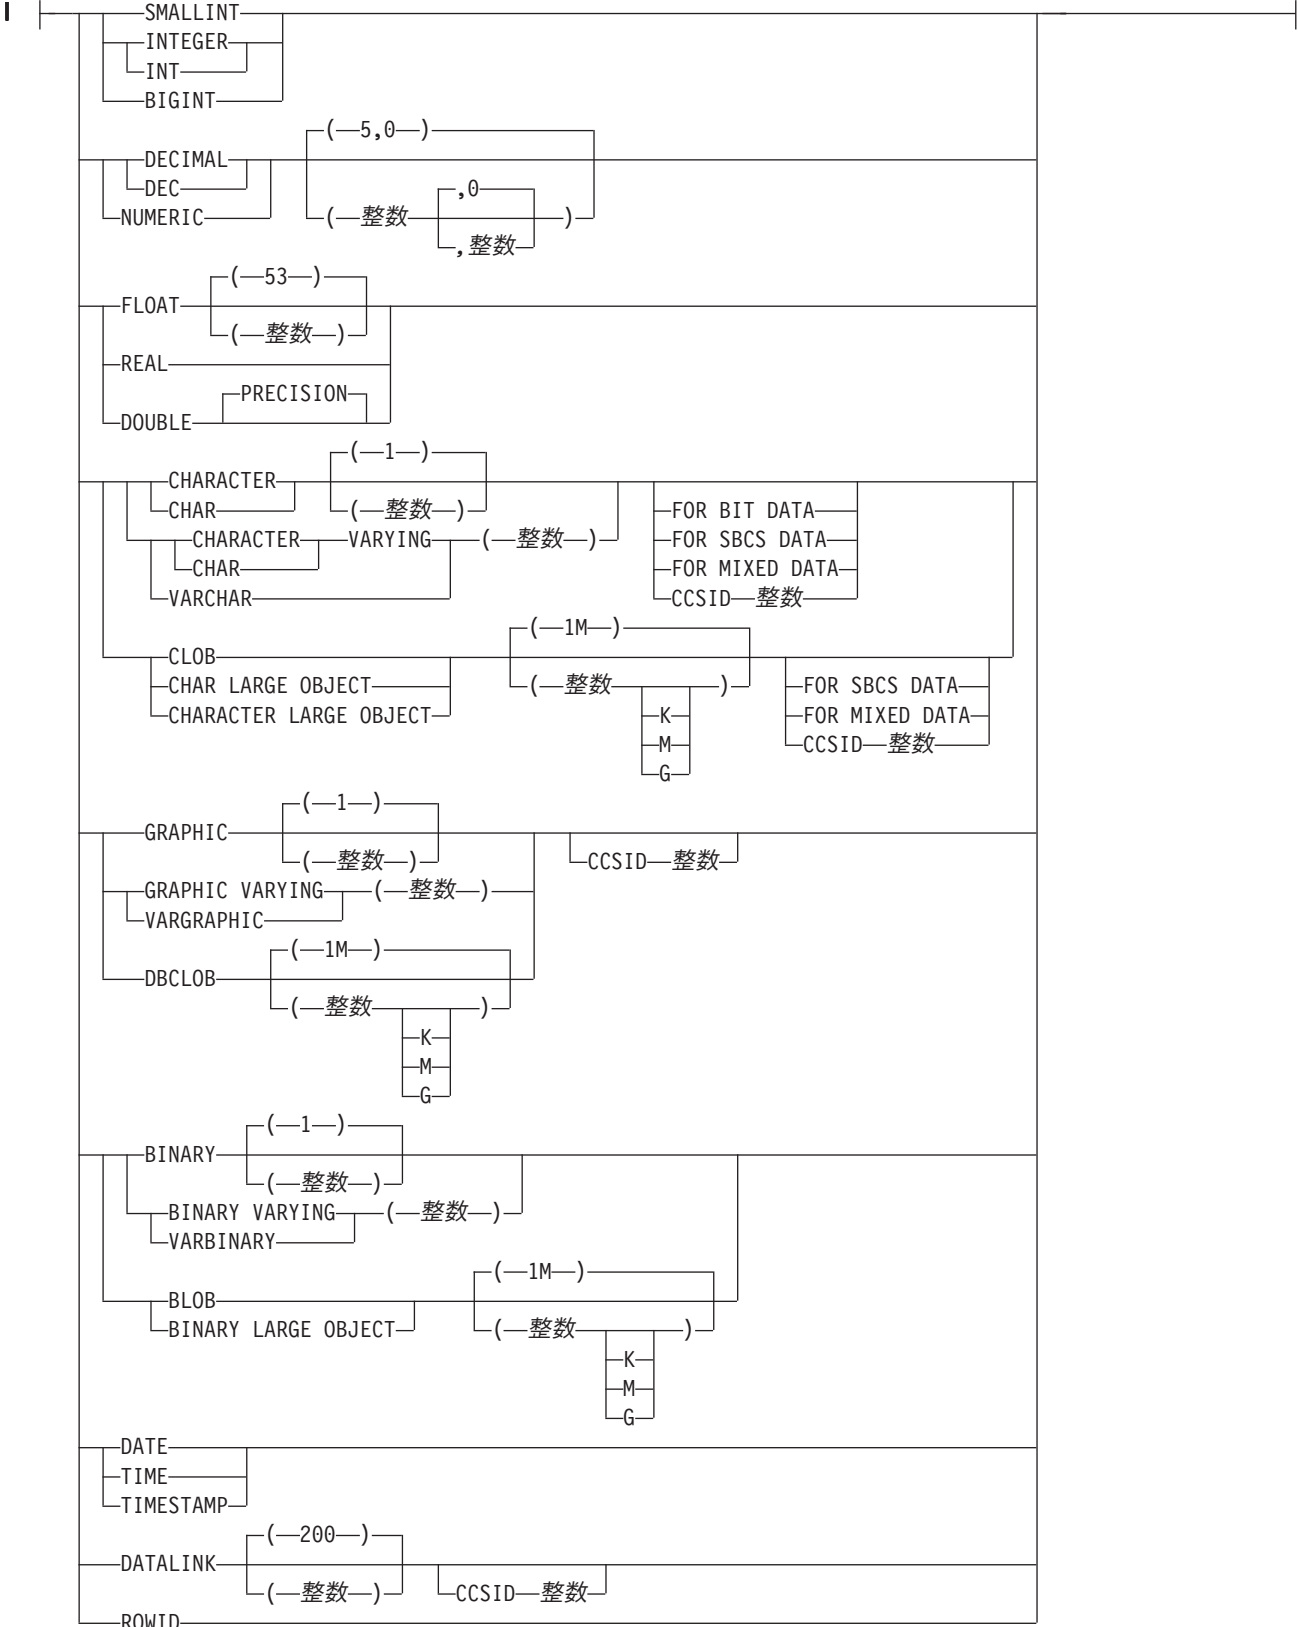 SMALLINT
INTEGER
INT
BIGINT
( 5,0 )
DECIMAL
DEC
,0
NUMERIC ( 整数 )
,整数
( 53 )
FLOAT
( 整数 )
REAL
PRECISION
DOUBLE
( 1 )
CHARACTER
CHAR ( 整数 ) FOR BIT DATA
CHARACTER VARYING ( 整数 ) FOR SBCS DATA
CHAR FOR MIXED DATA
VARCHAR CCSID 整数
( 1M )
CLOB
CHAR LARGE OBJECT ( 整数 ) FOR SBCS DATA
CHARACTER LARGE OBJECT K FOR MIXED DATA
M CCSID 整数
G
( 1 )
GRAPHIC
( 整数 ) CCSID 整数
GRAPHIC VARYING ( 整数 )
VARGRAPHIC
( 1M )
DBCLOB
( 整数 )
K
M
G
( 1 )
BINARY
( 整数 )
BINARY VARYING ( 整数 )
VARBINARY
( 1M )
BLOB
BINARY LARGE OBJECT ( 整数 )
K
M
G
DATE
TIME
TIMESTAMP
( 200 )
DATALINK
( 整数 ) CCSID 整数
ROWID